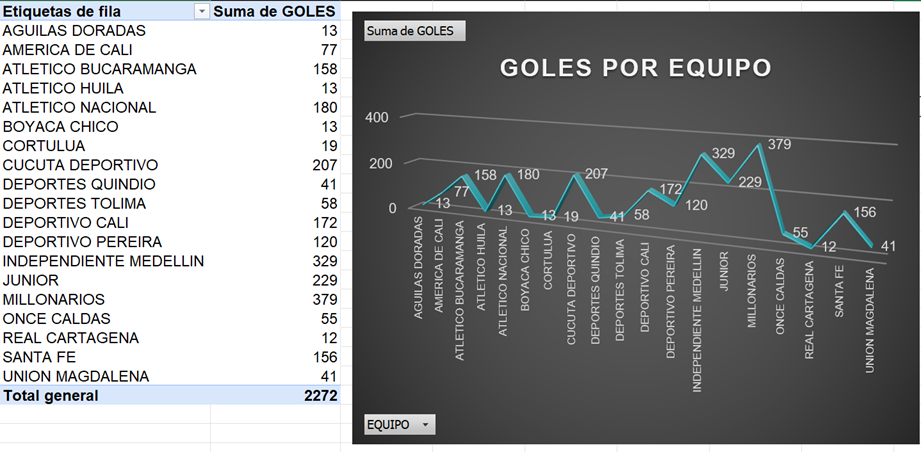 Etiquetas de fila Suma de GOLES
AGUILAS DORADAS 13
AMERICA DE CALI 77
ATLETICO BUCARAMANGA 158
ATLETICO HUILA 13
ATLETICO NACIONAL 180
BOYACA CHICO 13
CORTULUA 19
CUCUTA DEPORTIVO 207
DEPORTES QUINDIO 41
DEPORTES TOLIMA 58
DEPORTIVO CALI 172
DEPORTIVO PEREIRA 120
INDEPENDIENTE MEDELLIN 329
JUNIOR 229
MILLONARIOS 379
ONCE CALDAS 55
REAL CARTAGENA 12
SANTA FE 156
UNION MAGDALENA 41
Total general 2272
Suma de GOLES
GOLES POR EQUIPO
400
200
0
13
77
158
13
180
13
19
207
41
58
172
120
329
229
379
55
12
156
41
AGUILAS DORADAS
AMERICA DE CALI
ATLETICO BUCARAMANGA
ATLETICO HUILA
ATLETICO NACIONAL
BOYACA CHICO
CORTULUA
CUCUTA DEPORTIVO
DEPORTES QUINDIO
DEPORTES TOLIMA
DEPORTIVO CALI
DEPORTIVO PEREIRA
INDEPENDIENTE MEDELLIN
JUNIOR
MILLONARIOS
ONCE CALDAS
REAL CARTAGENA
SANTA FE
UNION MAGDALENA
EQUIPO